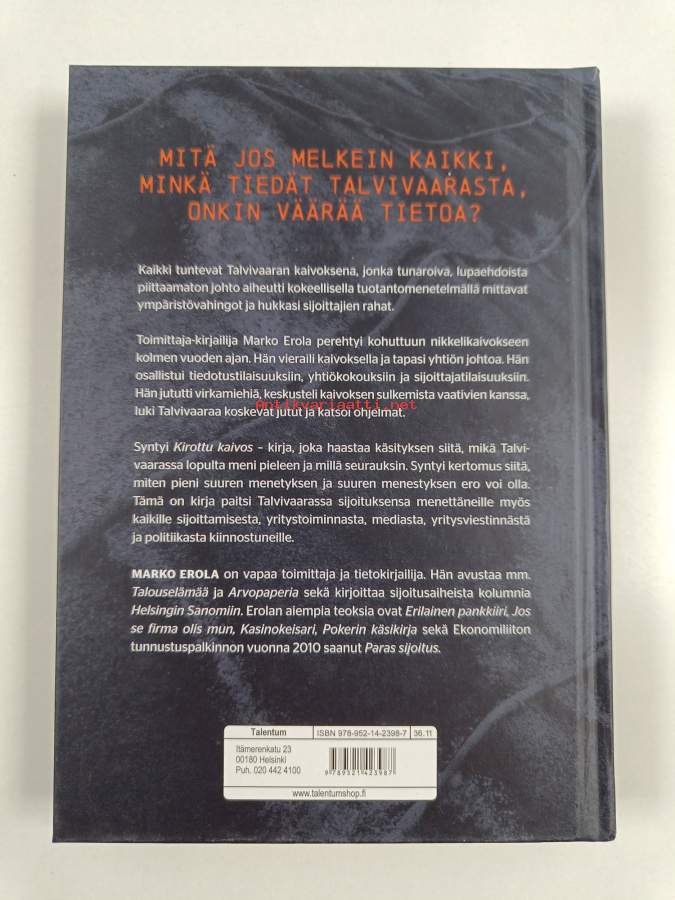 MITÄ JOS MELKEIN KAIKKI,
MINKÄ TIEDÄT TALVIVAARASTA,
ONKIN VÄÄRÄÄ TIETOA?
Kaikki tuntevat Talvivaaran kaivoksena, jonka tunaroiva, lupaehdoista
piittaamaton johto aiheutti kokeellisella tuotantomenetelmällä mittavat
ympäristövahingot ja hukkasi sijoittajien rahat.
Toimittaja-kirjailija Marko Erola perehtyi kohuttuun nikkelikaivokseen
kolmen vuoden ajan. Hän vieraili kaivoksella ja tapasi yhtiön johtoa. Hän
osallistui tiedotustilaisuuksiin, yhtiökokouksiin ja sijoittajatilaisuuksiin.
Hän jututti virkamiehiä, keskusteli kaivoksen sulkemista vaativien kanssa,
Antikvariaatti.net
luki Talvivaaraa koskevat jutut ja katsoi ohjelmat.
Syntyi Kirottu kaivos – kirja, joka haastaa käsityksen siitä, mikä Talvi-
vaarassa lopulta meni pieleen ja millä seurauksin. Syntyi kertomus siitä,
miten pieni suuren menetyksen ja suuren menestyksen ero voi olla.
Tämä on kirja paitsi Talvivaarassa sijoituksensa menettäneille myös
kaikille sijoittamisesta, yritystoiminnasta, mediasta, yritysviestinnästä
ja politiikasta kiinnostuneille.
MARKO EROLA on vapaa toimittaja ja tietokirjailija. Hän avustaa mm.
Talouselämää ja Arvopaperia sekä kirjoittaa sijoitusaiheista kolumnia
Helsingin Sanomiin. Erolan aiempia teoksia ovat Erilainen pankkiiri, Jos
se firma olis mun, Kasinokeisari, Pokerin käsikirja sekä Ekonomiliiton
tunnustuspalkinnon vuonna 2010 saanut Paras sijoitus.
Talentum ISBN 978-952-14-2398-7 36.11
Itämerenkatu 23
00180 Helsinki
Puh. 020 442 4100
9 789521 423987
www.talentumshop.fi